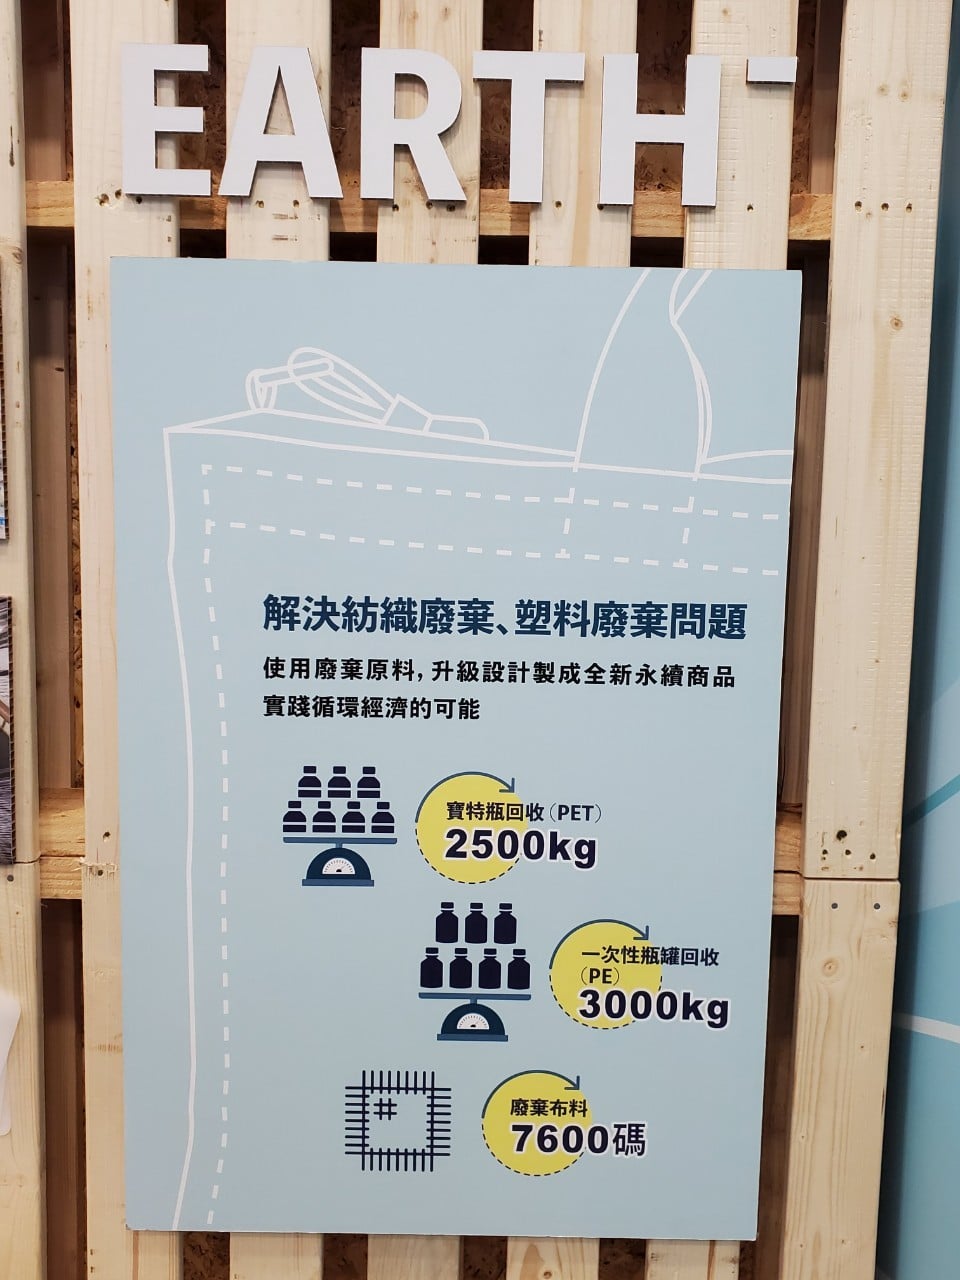 EARTH¯
解決紡織廢棄、塑料廢棄問題
使用廢棄原料，升級設計製成全新永續商品
實踐循環經濟的可能
寶特瓶回收（PET）
2500kg
一次性瓶罐回收
（PE）
3000kg
廢棄布料
7600碼